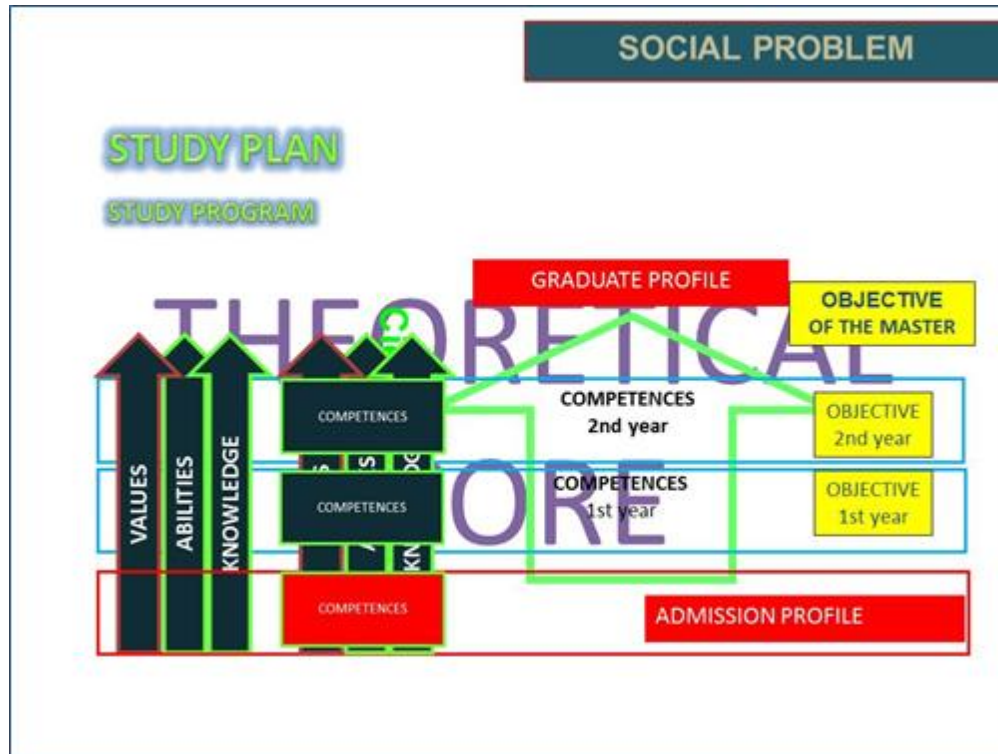 SOCIAL PROBLEM
STUDY PLAN
STUDY PROGRAM
GRADUATE PROFILE
OBJECTIVE
OF THE MASTER
THEORETICAL
COMPETENCES
COMPETENCES
2nd year
OBJECTIVE
2nd year
VALUES
ABILITIES
KNOWLEDGE
COMPETENCES
COMPETENCES
1st year
OBJECTIVE
1st year
ORE
COMPETENCES
ADMISSION PROFILE